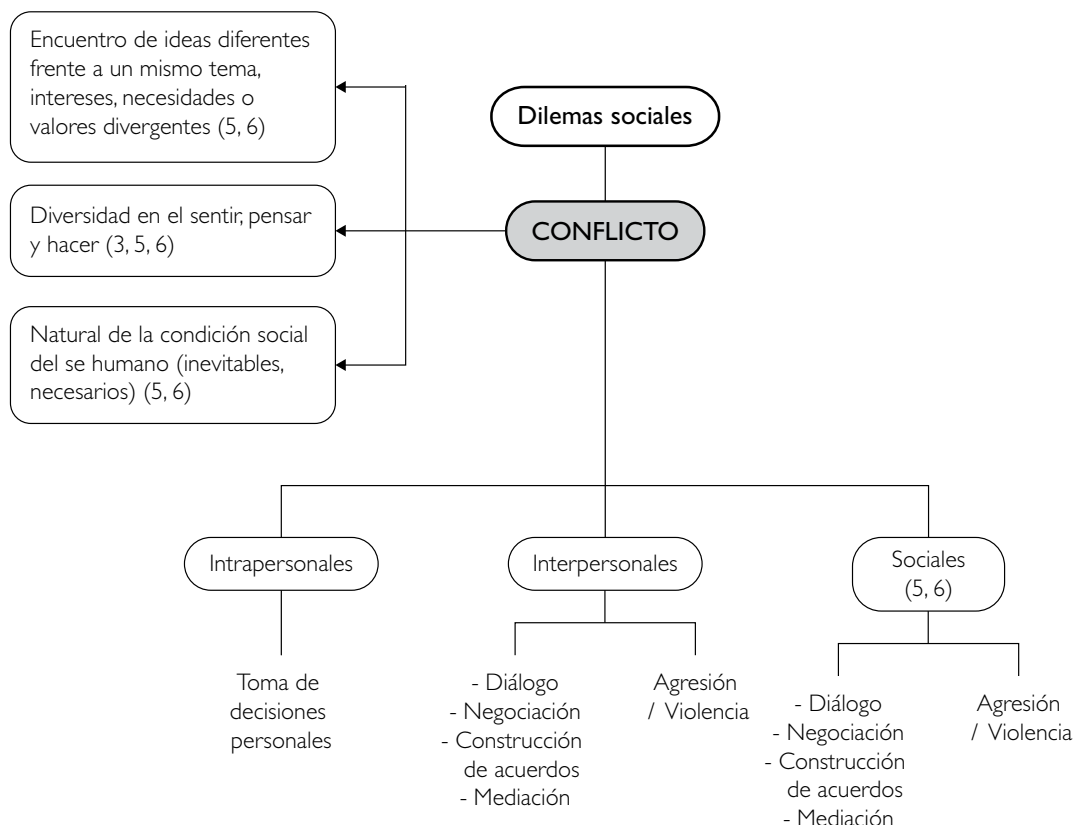 Encuentro de ideas diferentes
frente a un mismo tema,
intereses, necesidades o
valores divergentes (5, 6)
Dilemas sociales
Diversidad en el sentir, pensar
y hacer (3, 5, 6)
CONFLICTO
Natural de la condición social
del se humano (inevitables,
necesarios) (5, 6)
Intrapersonales
Interpersonales
Sociales
(5, 6)
Toma de
decisiones
personales
- Diálogo
- Negociación
- Construcción
de acuerdos
- Mediación
Agresión
/ Violencia
- Diálogo
- Negociación
- Construcción
de acuerdos
- Mediación
Agresión
/ Violencia